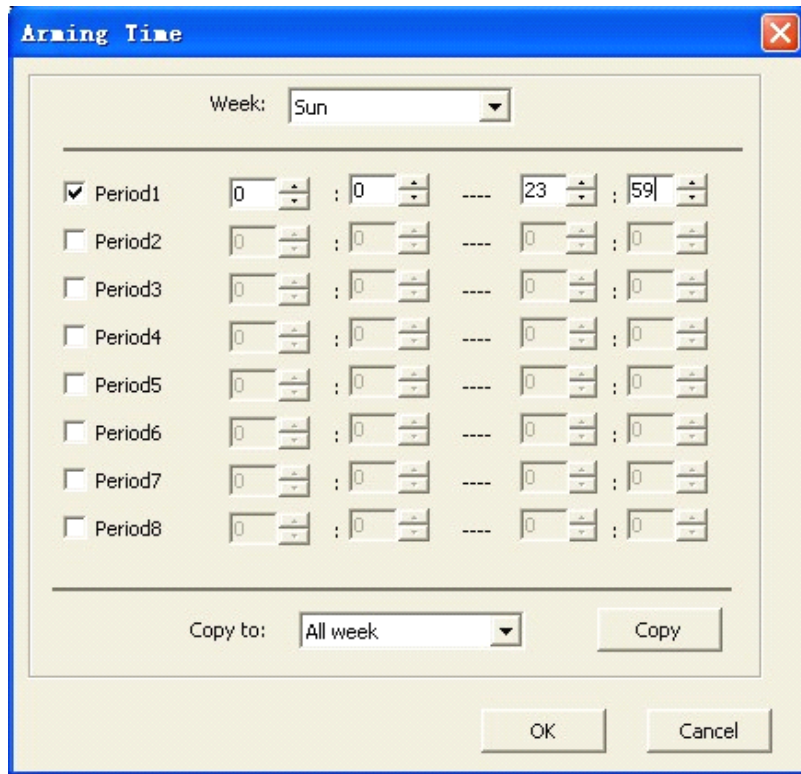 Arming Time
Week: Sun
Period1 0 : 0 ---- 23 : 59
Period2 0 : 0 ---- 0 : 0
Period3 0 : 0 ---- 0 : 0
Period4 0 : 0 ---- 0 : 0
Period5 0 : 0 ---- 0 : 0
Period6 0 : 0 ---- 0 : 0
Period7 0 : 0 ---- 0 : 0
Period8 0 : 0 ---- 0 : 0
Copy to: All week Copy
OK Cancel